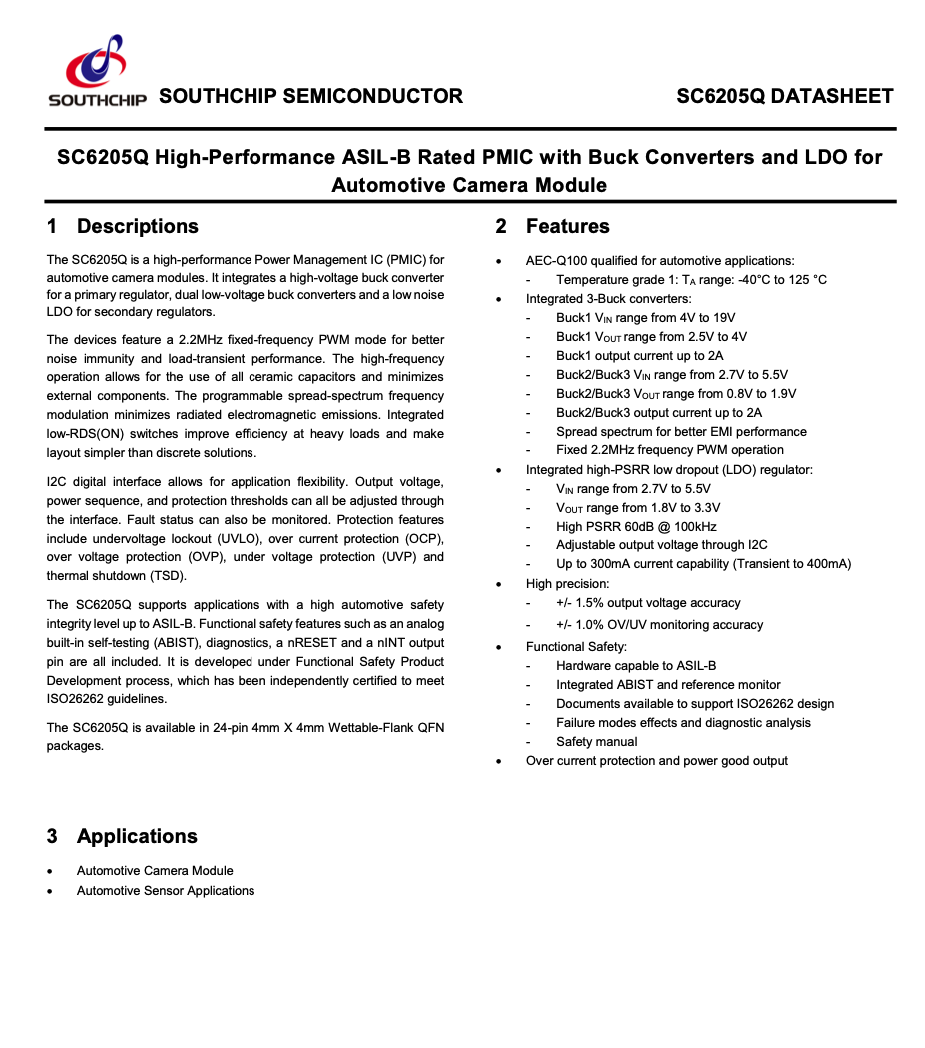 SOUTHCHIP
SOUTHCHIP SEMICONDUCTOR
SC6205Q DATASHEET
SC6205Q High-Performance ASIL-B Rated PMIC with Buck Converters and LDO for
Automotive Camera Module
1 Descriptions
The SC6205Q is a high-performance Power Management IC (PMIC) for
automotive camera modules. It integrates a high-voltage buck converter
for a primary regulator, dual low-voltage buck converters and a low noise
LDO for secondary regulators.
The devices feature a 2.2MHz fixed-frequency PWM mode for better
noise immunity and load-transient performance. The high-frequency
operation allows for the use of all ceramic capacitors and minimizes
external components. The programmable spread-spectrum frequency
modulation minimizes radiated electromagnetic emissions. Integrated
low-RDS(ON) switches improve efficiency at heavy loads and make
layout simpler than discrete solutions.
I2C digital interface allows for application flexibility. Output voltage,
power sequence, and protection thresholds can all be adjusted through
the interface. Fault status can also be monitored. Protection features
include undervoltage lockout (UVLO), over current protection (OCP),
over voltage protection (OVP), under voltage protection (UVP) and
thermal shutdown (TSD).
The SC6205Q supports applications with a high automotive safety
integrity level up to ASIL-B. Functional safety features such as an analog
built-in self-testing (ABIST), diagnostics, a nRESET and a nINT output
pin are all included. It is developed under Functional Safety Product
Development process, which has been independently certified to meet
ISO26262 guidelines.
The SC6205Q is available in 24-pin 4mm X 4mm Wettable-Flank QFN
packages.
2 Features
• AEC-Q100 qualified for automotive applications:
- Temperature grade 1: TA range: -40°C to 125 °C
• Integrated 3-Buck converters:
- Buck1 VIN range from 4V to 19V
- Buck1 VOUT range from 2.5V to 4V
- Buck1 output current up to 2A
- Buck2/Buck3 VIN range from 2.7V to 5.5V
- Buck2/Buck3 VOUT range from 0.8V to 1.9V
- Buck2/Buck3 output current up to 2A
- Spread spectrum for better EMI performance
- Fixed 2.2MHz frequency PWM operation
• Integrated high-PSRR low dropout (LDO) regulator:
- VIN range from 2.7V to 5.5V
- VOUT range from 1.8V to 3.3V
- High PSRR 60dB @ 100kHz
- Adjustable output voltage through I2C
- Up to 300mA current capability (Transient to 400mA)
• High precision:
- +/- 1.5% output voltage accuracy
- +/- 1.0% OV/UV monitoring accuracy
• Functional Safety:
- Hardware capable to ASIL-B
- Integrated ABIST and reference monitor
- Documents available to support ISO26262 design
- Failure modes effects and diagnostic analysis
- Safety manual
• Over current protection and power good output
3 Applications
• Automotive Camera Module
• Automotive Sensor Applications